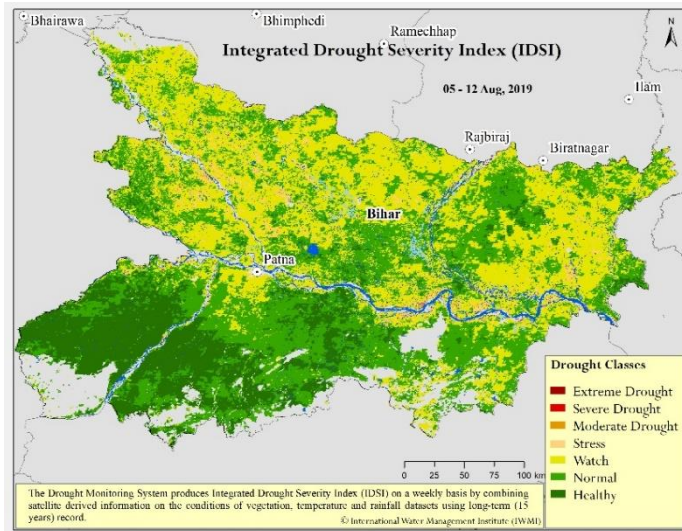 Bhairawa
Bhimphedi
Ramechhap
Integrated Drought Severity Index (IDSI)
N
05 - 12 Aug, 2019
Ilam
Rajbiraj
Biratnagar
Bihar
Patna
Drought Classes
Extreme Drought
Severe Drought
Moderate Drought
Stress
Watch
Normal
Healthy
0 25 50 75 100 km
The Drought Monitoring System produces Integrated Drought Severity Index (IDSI) on a weekly basis by combining
satellite derived information on the conditions of vegetation, temperature and rainfall datasets using long-term (15
years) record.
© International Water Management Institute (IWMI)